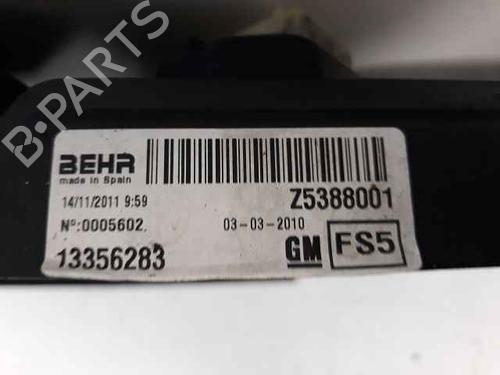 B-PARTS
BEHR
made in Spain
14/11/2011 9:59
Z5388001
Nº:0005602
03-03-2010
13356283
GM
FS5